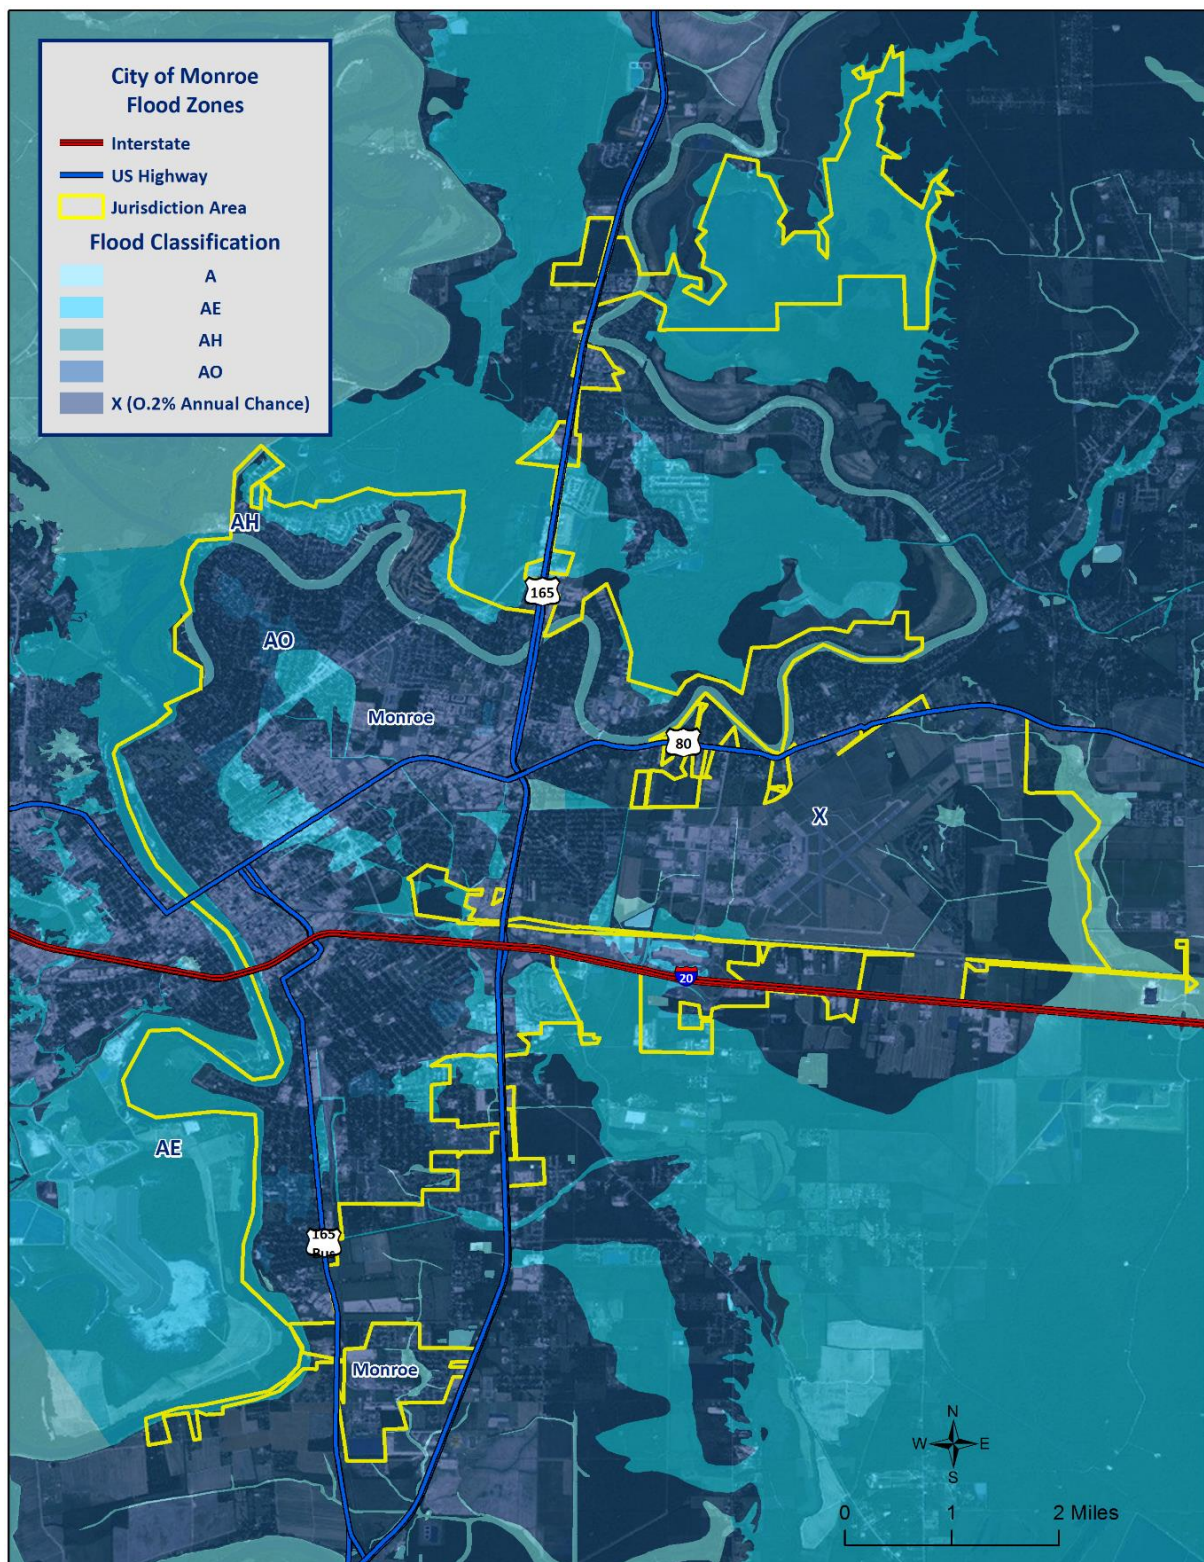 City of Monroe
Flood Zones
Interstate
US Highway
Jurisdiction Area
Flood Classification
A
AE
AH
AO
X (0.2% Annual Chance)
AH
165
AO
Monroe
80
X
20
AE
165
Bus
Monroe
N
W E
S
0 1 2 Miles